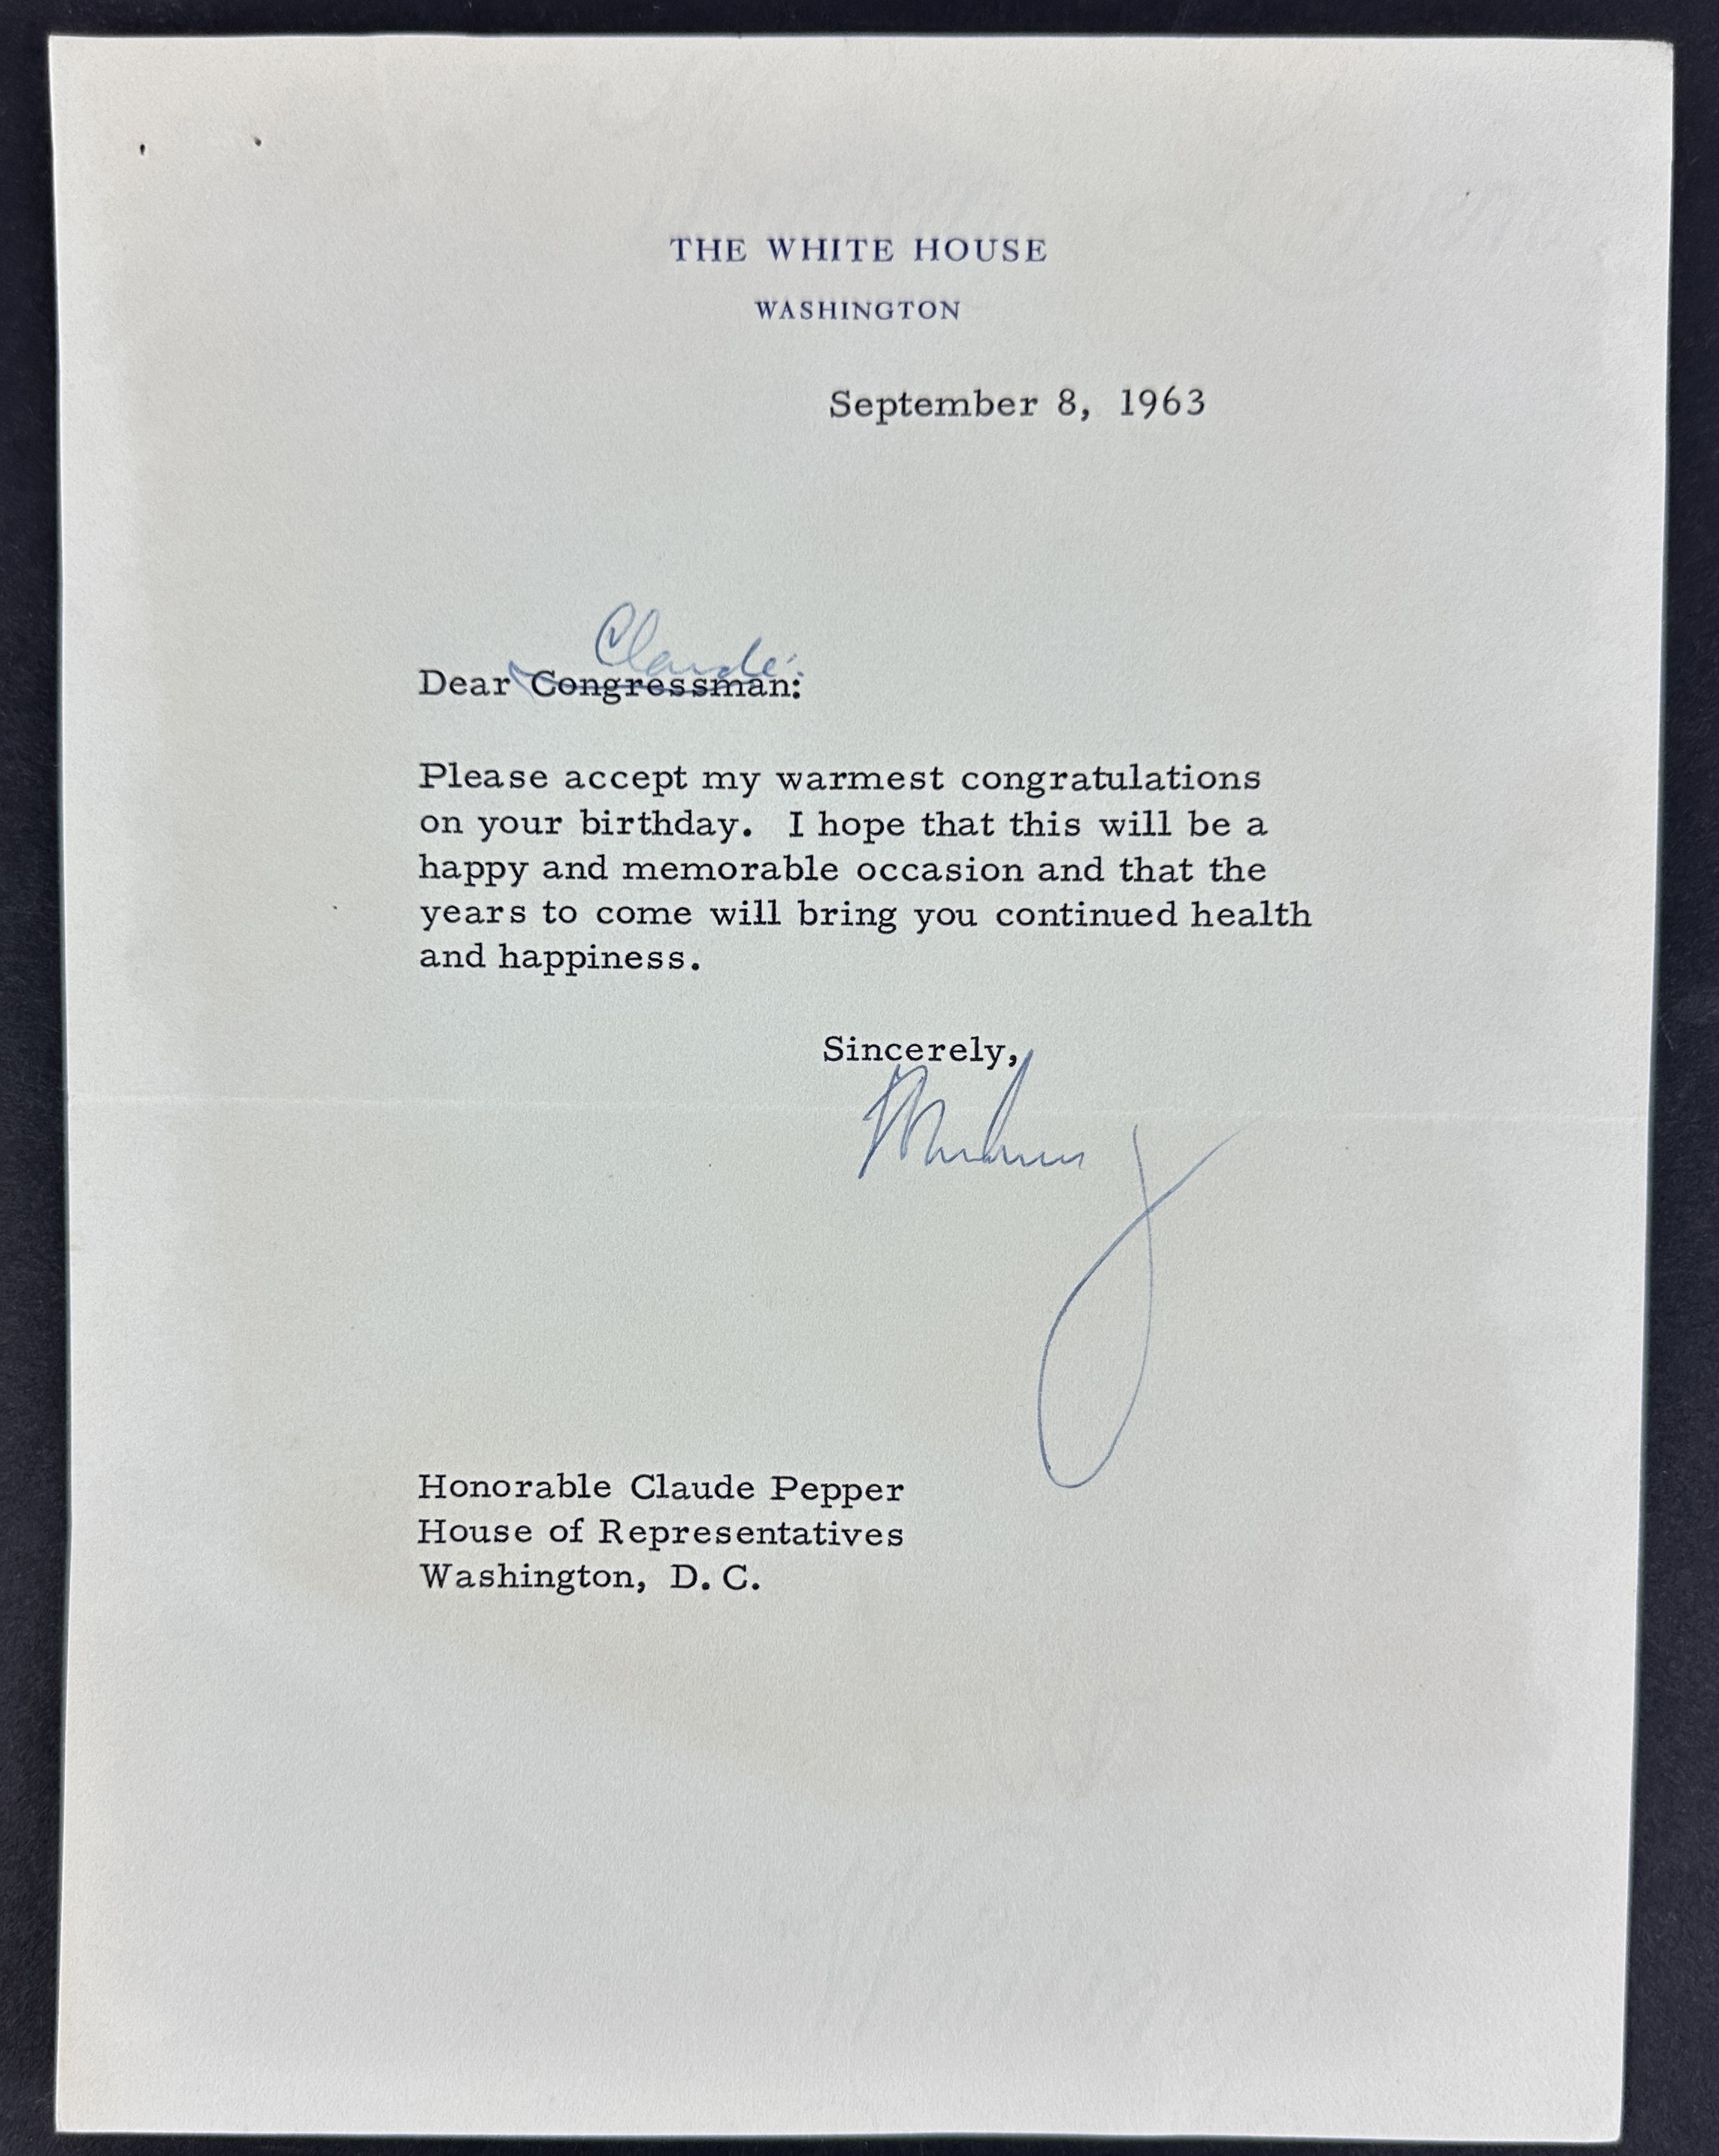 THE WHITE HOUSE
WASHINGTON
September 8, 1963
Claude:
Dear Congressman:
Please accept my warmest congratulations
on your birthday. I hope that this will be a
happy and memorable occasion and that the
years to come will bring you continued health
and happiness.
Sincerely,
Honorable Claude Pepper
House of Representatives
Washington, D. C.